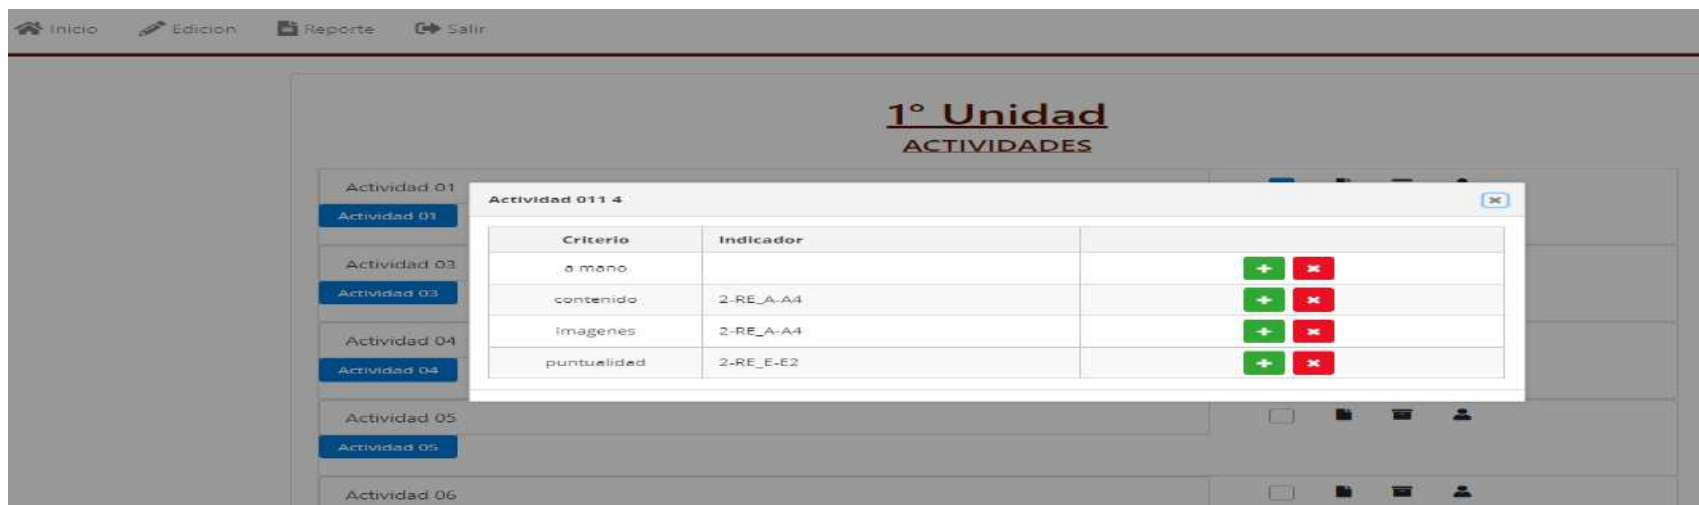 Inicio Edicion Reporte Salir
1° Unidad
ACTIVIDADES
Actividad 01
Actividad 01
Actividad 03
Actividad 03
Actividad 04
Actividad 04
Actividad 05
Actividad 05
Actividad 06
Actividad 011 4
Criterio Indicador
a mano
contenido 2-RE_A-A4
Imagenes 2-RE_A-A4
puntualidad 2-RE_E-E2